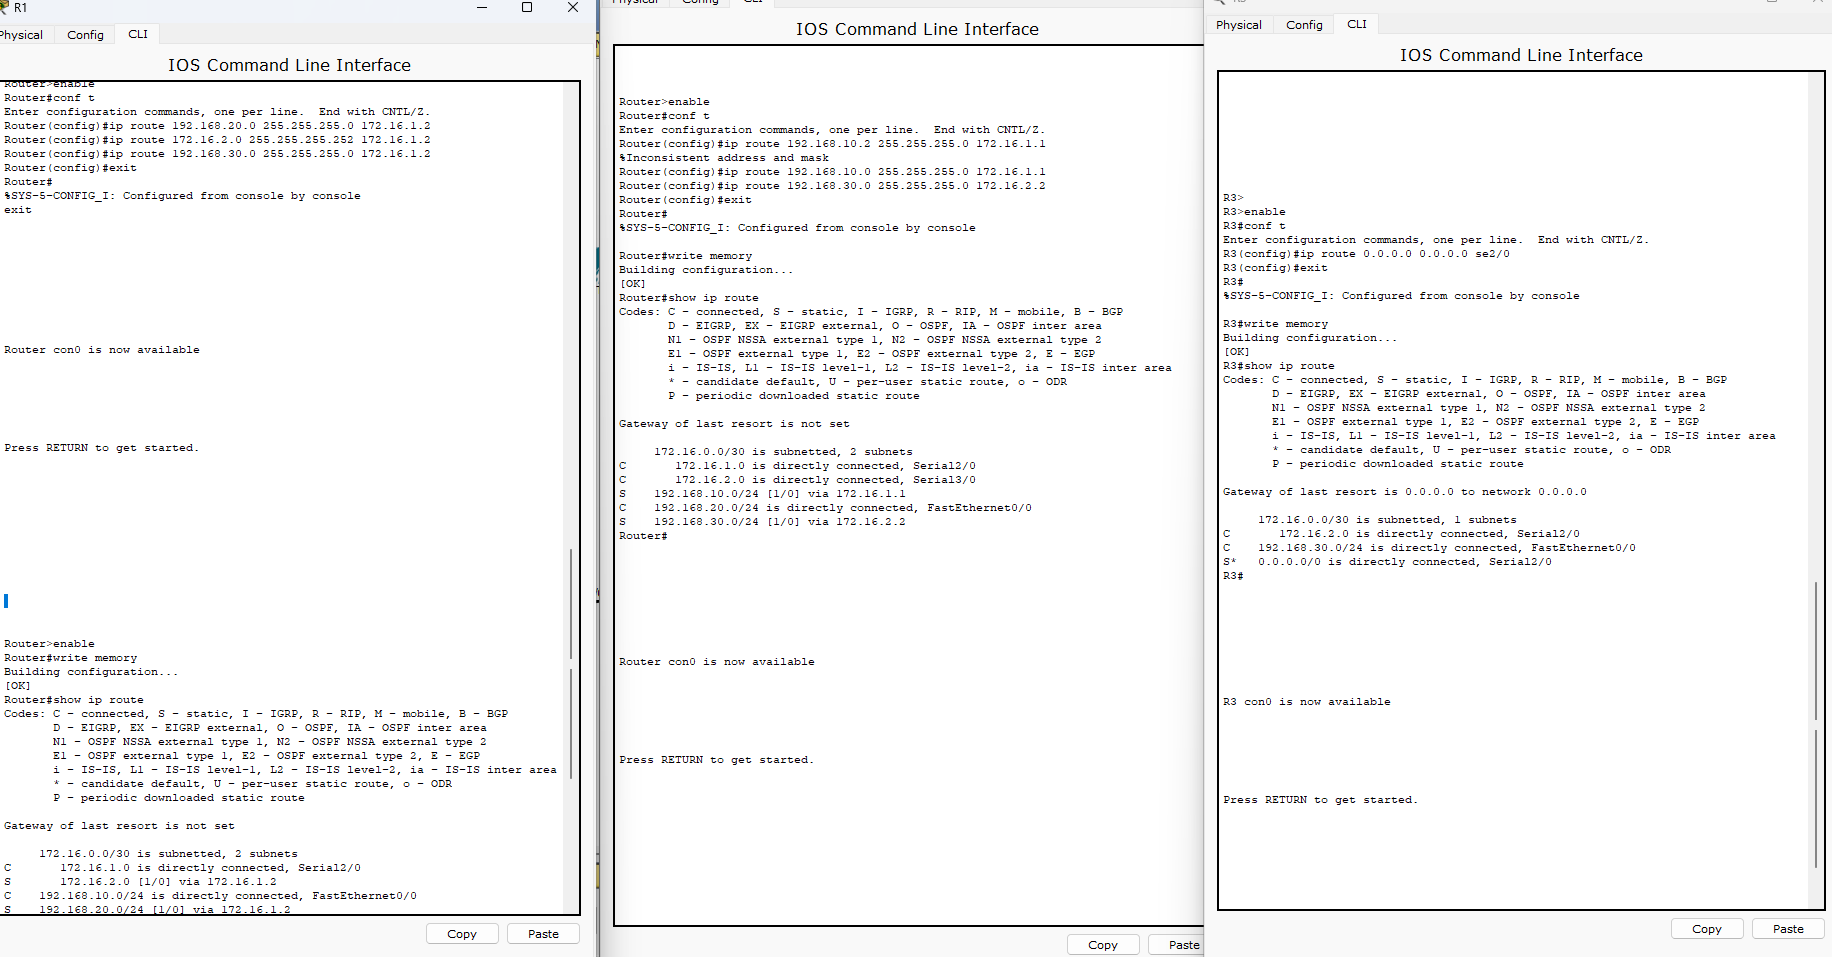 R1
Physical Config CLI
IOS Command Line Interface
Router>enable
Router#conf t
Enter configuration commands, one per line.  End with CNTL/Z.
Router(config)#ip route 192.168.20.0 255.255.255.0 172.16.1.2
Router(config)#ip route 172.16.2.0 255.255.255.252 172.16.1.2
Router(config)#ip route 192.168.30.0 255.255.255.0 172.16.1.2
Router(config)#exit
Router#
%SYS-5-CONFIG_I: Configured from console by console
exit
Router con0 is now available
Press RETURN to get started.
Router>enable
Router#write memory
Building configuration...
[OK]
Router#show ip route
Codes: C - connected, S - static, I - IGRP, R - RIP, M - mobile, B - BGP
       D - EIGRP, EX - EIGRP external, O - OSPF, IA - OSPF inter area
       N1 - OSPF NSSA external type 1, N2 - OSPF NSSA external type 2
       E1 - OSPF external type 1, E2 - OSPF external type 2, E - EGP
       i - IS-IS, L1 - IS-IS level-1, L2 - IS-IS level-2, ia - IS-IS inter area
       * - candidate default, U - per-user static route, o - ODR
       P - periodic downloaded static route
Gateway of last resort is not set
     172.16.0.0/30 is subnetted, 2 subnets
C       172.16.1.0 is directly connected, Serial2/0
S       172.16.2.0 [1/0] via 172.16.1.2
C    192.168.10.0/24 is directly connected, FastEthernet0/0
S    192.168.20.0/24 [1/0] via 172.16.1.2
Copy Paste
Physical Config CLI
IOS Command Line Interface
Router>enable
Router#conf t
Enter configuration commands, one per line.  End with CNTL/Z.
Router(config)#ip route 192.168.10.2 255.255.255.0 172.16.1.1
%Inconsistent address and mask
Router(config)#ip route 192.168.10.0 255.255.255.0 172.16.1.1
Router(config)#ip route 192.168.30.0 255.255.255.0 172.16.2.2
Router(config)#exit
Router#
%SYS-5-CONFIG_I: Configured from console by console
Router#write memory
Building configuration...
[OK]
Router#show ip route
Codes: C - connected, S - static, I - IGRP, R - RIP, M - mobile, B - BGP
       D - EIGRP, EX - EIGRP external, O - OSPF, IA - OSPF inter area
       N1 - OSPF NSSA external type 1, N2 - OSPF NSSA external type 2
       E1 - OSPF external type 1, E2 - OSPF external type 2, E - EGP
       i - IS-IS, L1 - IS-IS level-1, L2 - IS-IS level-2, ia - IS-IS inter area
       * - candidate default, U - per-user static route, o - ODR
       P - periodic downloaded static route
Gateway of last resort is not set
     172.16.0.0/30 is subnetted, 2 subnets
C       172.16.1.0 is directly connected, Serial2/0
C       172.16.2.0 is directly connected, Serial3/0
S    192.168.10.0/24 [1/0] via 172.16.1.1
C    192.168.20.0/24 is directly connected, FastEthernet0/0
S    192.168.30.0/24 [1/0] via 172.16.2.2
Router#
Router con0 is now available
Press RETURN to get started.
Copy Paste
Physical Config CLI
IOS Command Line Interface
R3>
R3>enable
R3#conf t
Enter configuration commands, one per line.  End with CNTL/Z.
R3(config)#ip route 0.0.0.0 0.0.0.0 se2/0
R3(config)#exit
R3#
%SYS-5-CONFIG_I: Configured from console by console
R3#write memory
Building configuration...
[OK]
R3#show ip route
Codes: C - connected, S - static, I - IGRP, R - RIP, M - mobile, B - BGP
       D - EIGRP, EX - EIGRP external, O - OSPF, IA - OSPF inter area
       N1 - OSPF NSSA external type 1, N2 - OSPF NSSA external type 2
       E1 - OSPF external type 1, E2 - OSPF external type 2, E - EGP
       i - IS-IS, L1 - IS-IS level-1, L2 - IS-IS level-2, ia - IS-IS inter area
       * - candidate default, U - per-user static route, o - ODR
       P - periodic downloaded static route
Gateway of last resort is 0.0.0.0 to network 0.0.0.0
     172.16.0.0/30 is subnetted, 1 subnets
C       172.16.2.0 is directly connected, Serial2/0
C    192.168.30.0/24 is directly connected, FastEthernet0/0
S*   0.0.0.0/0 is directly connected, Serial2/0
R3#
R3 con0 is now available
Press RETURN to get started.
Copy Paste